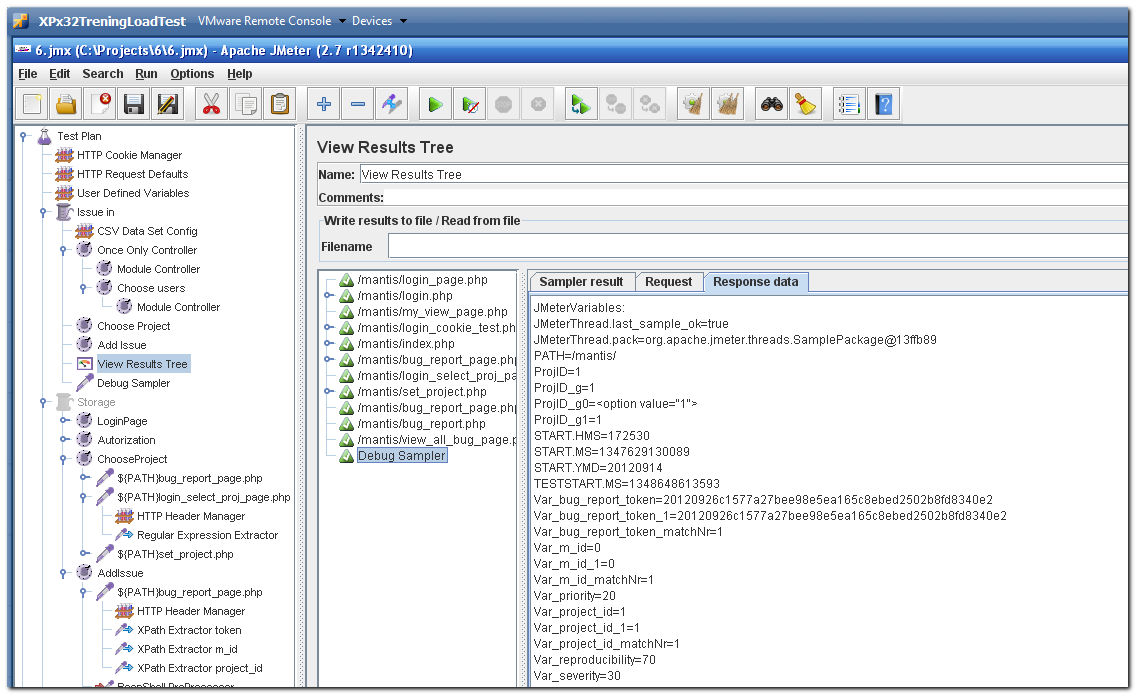 XPx32TreningLoadTest VMware Remote Console Devices
6.jmx (C:\Projects\6\6.jmx) - Apache JMeter (2.7 r1342410)
File Edit Search Run Options Help
Test Plan
HTTP Cookie Manager
HTTP Request Defaults
User Defined Variables
Issue in
CSV Data Set Config
Once Only Controller
Module Controller
Choose users
Module Controller
Choose Project
Add Issue
View Results Tree
Debug Sampler
Storage
LoginPage
Autorization
ChooseProject
${PATH}bug_report_page.php
${PATH}login_select_proj_page.php
HTTP Header Manager
Regular Expression Extractor
${PATH}set_project.php
AddIssue
${PATH}bug_report_page.php
HTTP Header Manager
XPath Extractor token
XPath Extractor m_id
XPath Extractor project_id
View Results Tree
Name: View Results Tree
Comments:
Write results to file / Read from file
Filename
/mantis/login_page.php
/mantis/login.php
/mantis/my_view_page.php
/mantis/login_cookie_test.ph
/mantis/index.php
/mantis/bug_report_page.php
/mantis/login_select_proj_pa
/mantis/set_project.php
/mantis/bug_report_page.php
/mantis/bug_report.php
/mantis/view_all_bug_page.p
Debug Sampler
Sampler result Request Response data
JMeterVariables:
JMeterThread.last_sample_ok=true
JMeterThread.pack=org.apache.jmeter.threads.SamplePackage@13ffb89
PATH=/mantis/
ProjID=1
ProjID_g=1
ProjID_g0=<option value="1">
ProjID_g1=1
START.HMS=172530
START.MS=1347629130089
START.YMD=20120914
TESTSTART.MS=1348648613593
Var_bug_report_token=20120926c1577a27bee98e5ea165c8ebed2502b8fd8340e2
Var_bug_report_token_1=20120926c1577a27bee98e5ea165c8ebed2502b8fd8340e2
Var_bug_report_token_matchNr=1
Var_m_id=0
Var_m_id_1=0
Var_m_id_matchNr=1
Var_priority=20
Var_project_id=1
Var_project_id_1=1
Var_project_id_matchNr=1
Var_reproducibility=70
Var_severity=30